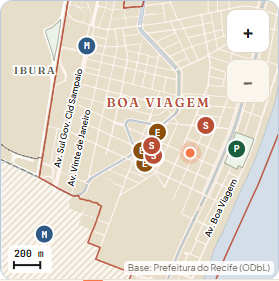 +
−
M
IBURA
BOA VIAGEM
Av. Sul Gov. Cid Sampaio
Av. Vinte de Janeiro
E
S
E
S
S
E
P
Av. Boa Viagem
M
200 m
Base: Prefeitura do Recife (ODbL)